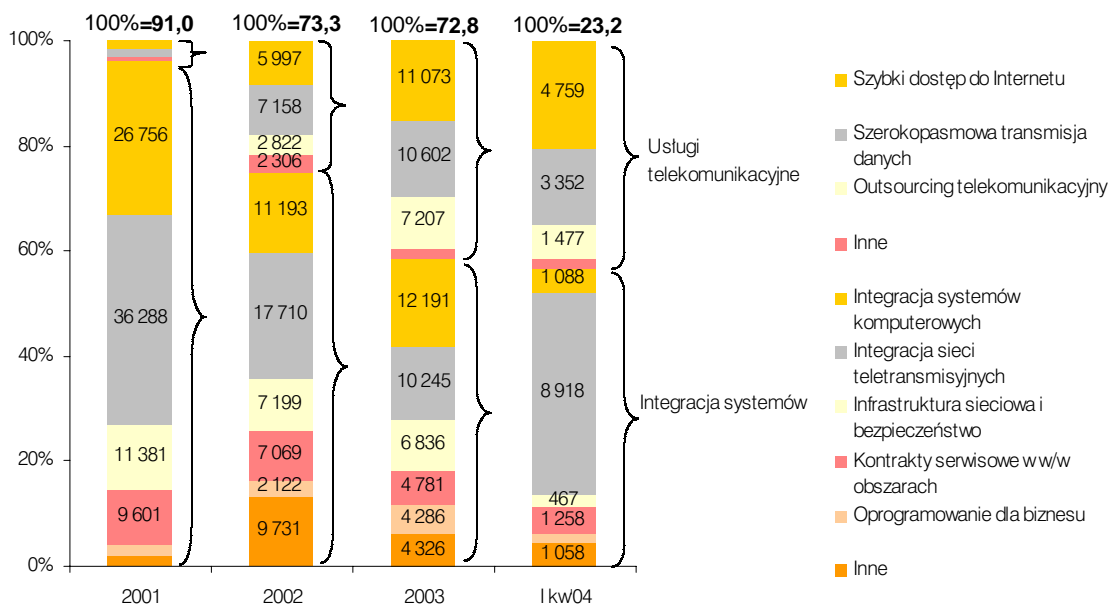 100%=91,0 100%=73,3 100%=72,8 100%=23,2
100%
80%
60%
40%
20%
0%
26 756
36 288
11 381
9 601
5 997
7 158
2 822
2 306
11 193
17 710
7 199
7 069
2 122
9 731
11 073
10 602
7 207
12 191
10 245
6 836
4 781
4 286
4 326
4 759
3 352
1 477
1 088
8 918
467
1 258
1 058
2001 2002 2003 I kw04
Usługi
telekomunikacyjne
Integracja systemów
Szybki dostęp do Internetu
Szerokopasmowa transmisja
danych
Outsourcing telekomunikacyjny
Inne
Integracja systemów
komputerowych
Integracja sieci
teletransmisyjnych
Infrastruktura sieciowa i
bezpieczeństwo
Kontrakty serwisowe w w/w
obszarach
Oprogramowanie dla biznesu
Inne